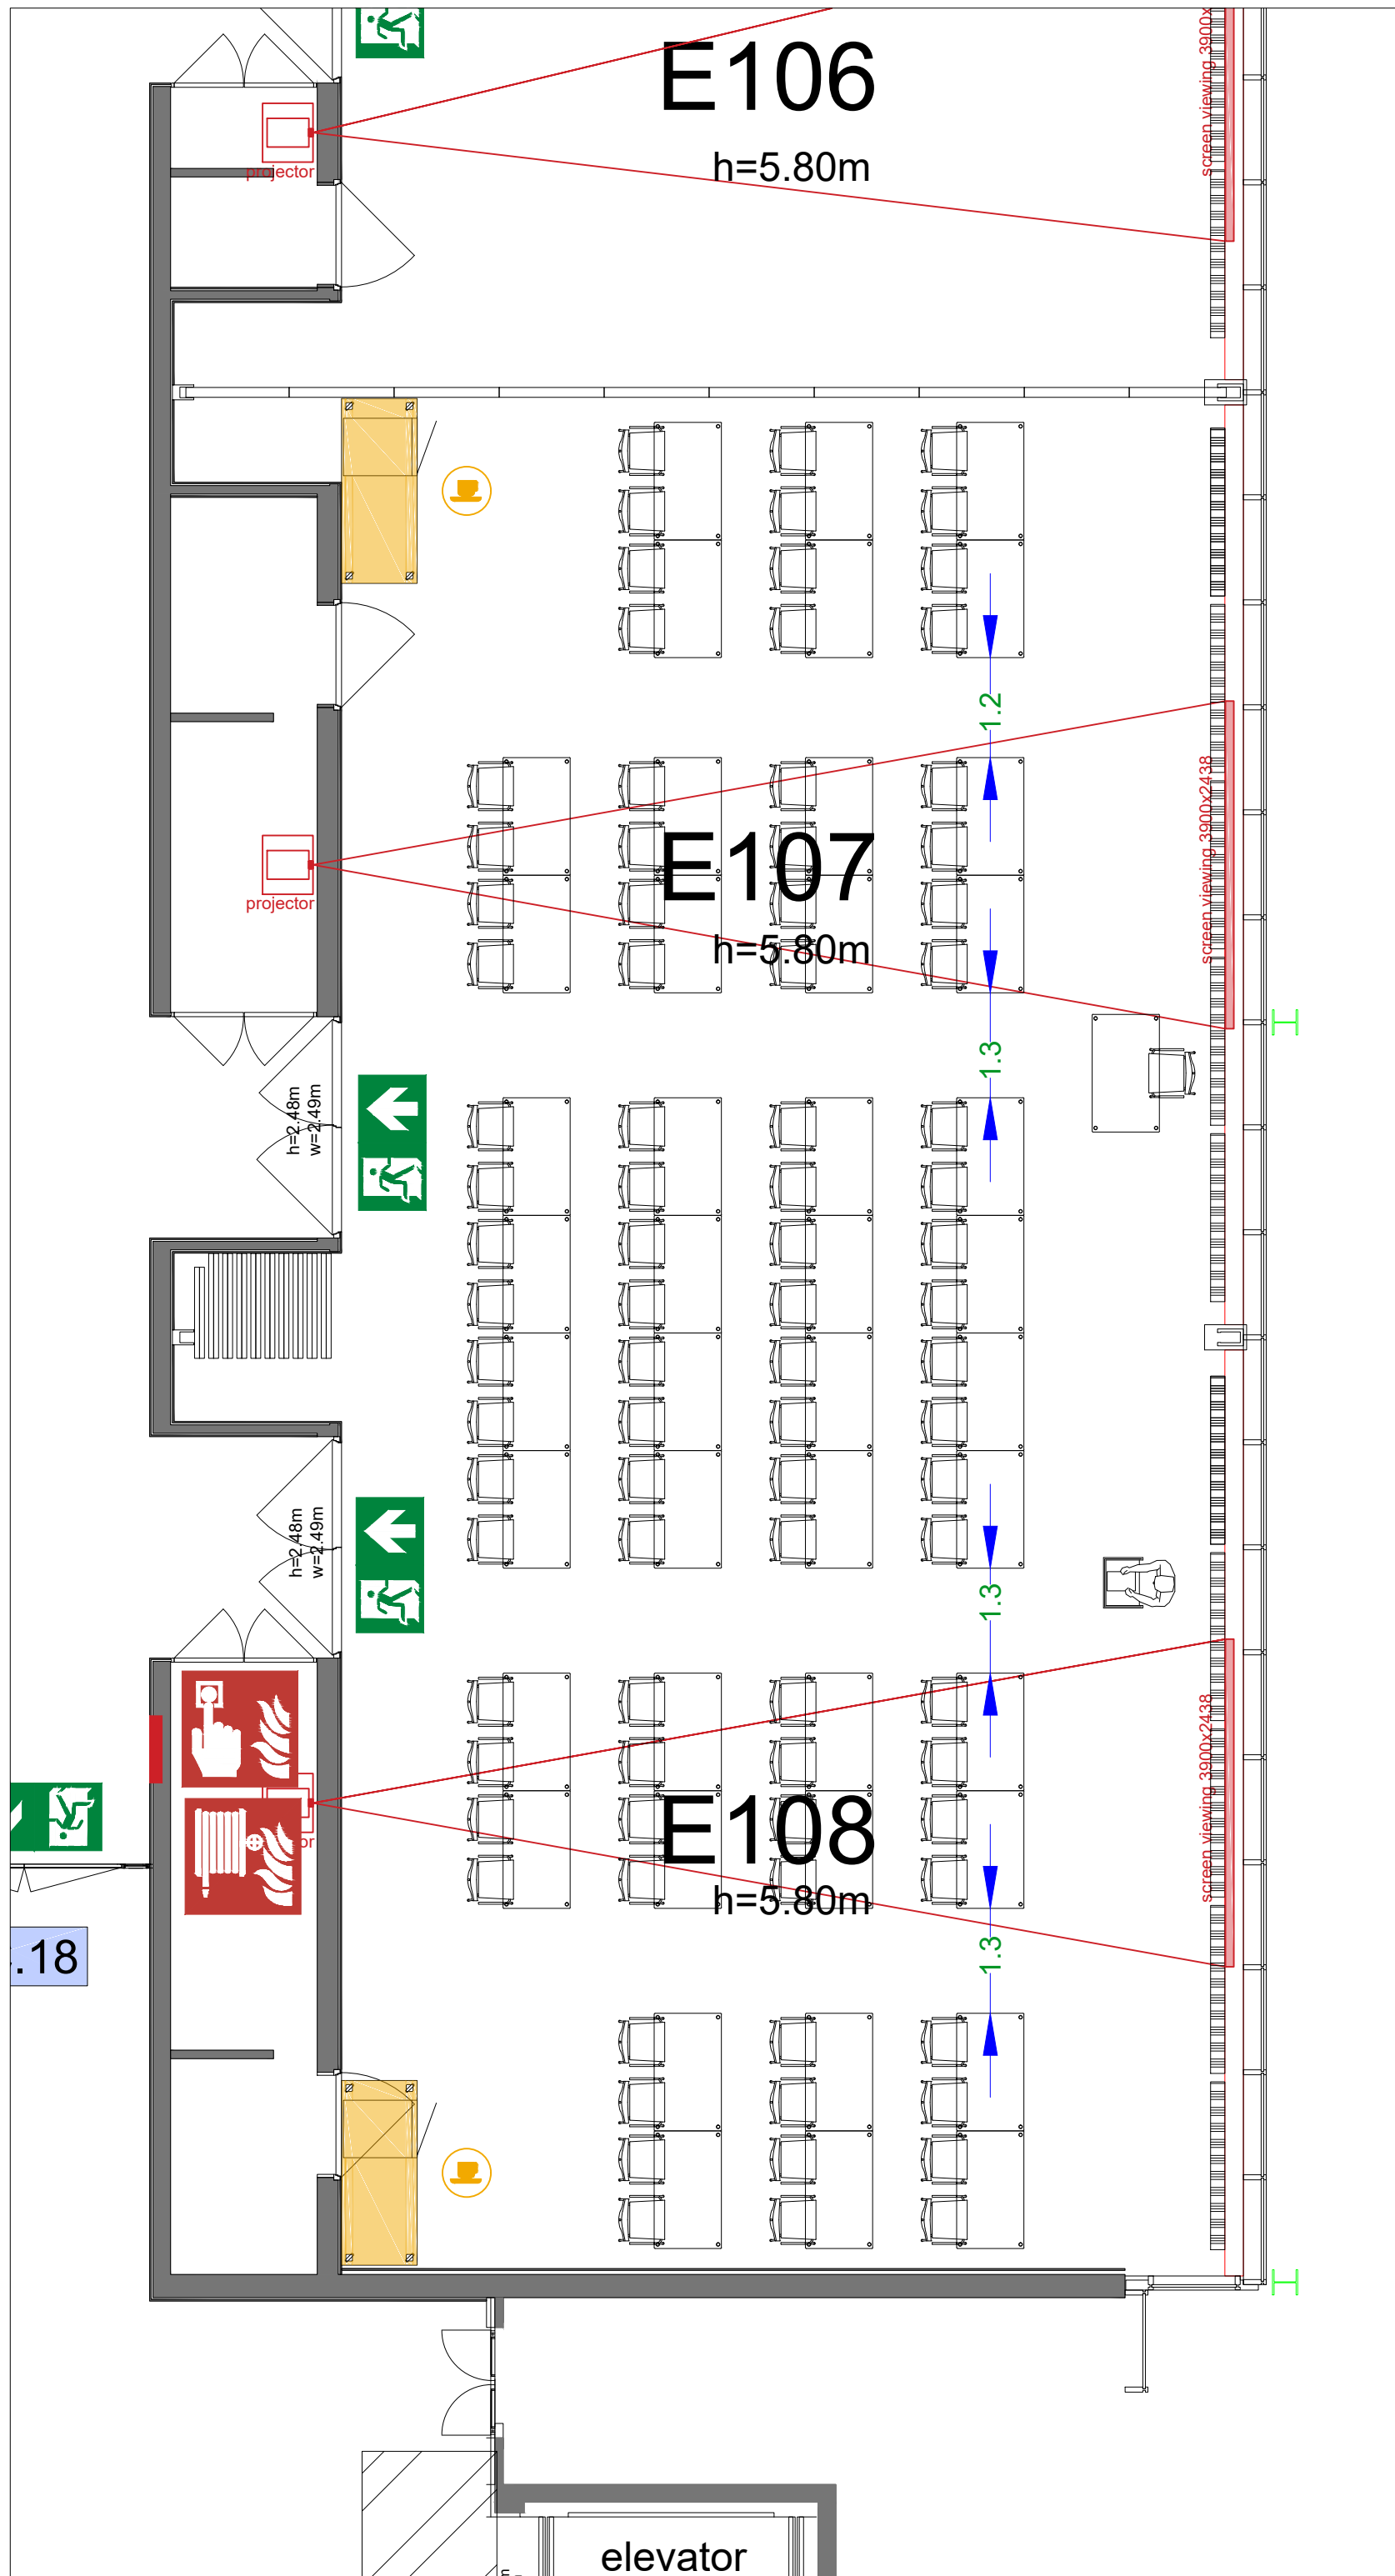 E106
h=5.80m
screen viewing 3900x
projector
1.2
E107
h=5.80m
screen viewing 3900x2438
projector
1.3
h=2.48m
w=2.49m
h=2.48m
w=2.49m
1.3
E108
h=5.80m
screen viewing 3900x2438
1.3
.18
elevator